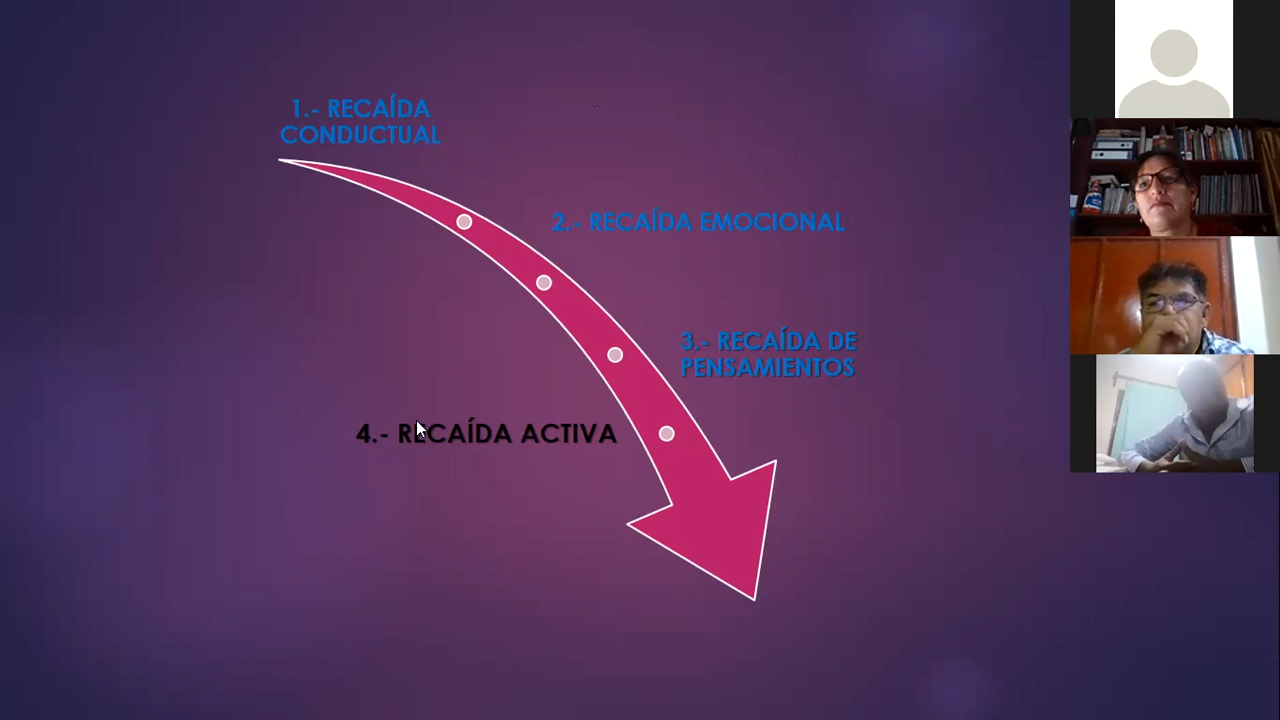 1.- RECAÍDA
CONDUCTUAL
2.- RECAÍDA EMOCIONAL
3.- RECAÍDA DE
PENSAMIENTOS
4.- RECAÍDA ACTIVA